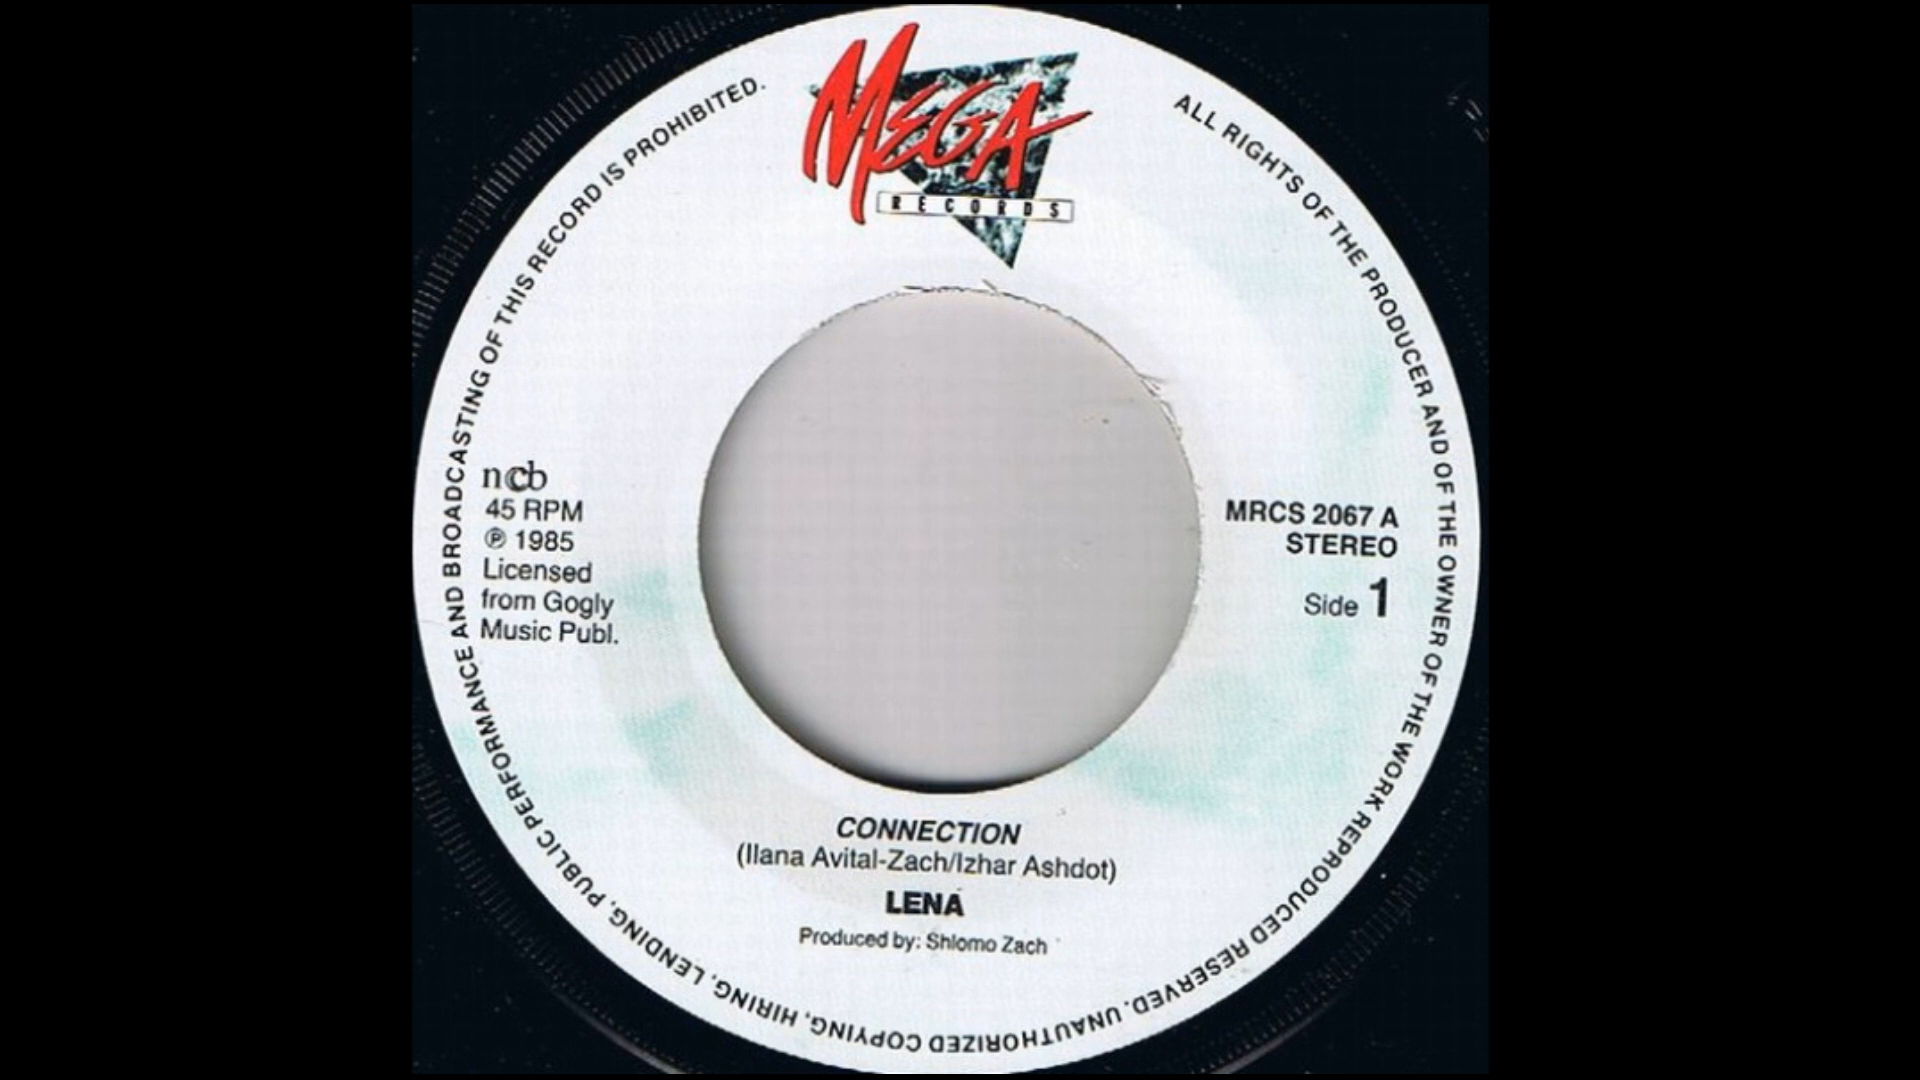 MEGA
RECORDS
ALL RIGHTS OF THE PRODUCER AND OF THE OWNER OF THE WORK REPRODUCED RESERVED. UNAUTHORIZED COPYING, HIRING, LENDING, PUBLIC PERFORMANCE AND BROADCASTING OF THIS RECORD IS PROHIBITED.
ncb
45 RPM
℗ 1985
Licensed
from Gogly
Music Publ.
MRCS 2067 A
STEREO
Side 1
CONNECTION
(Ilana Avital-Zach/Izhar Ashdot)
LENA
Produced by: Shlomo Zach